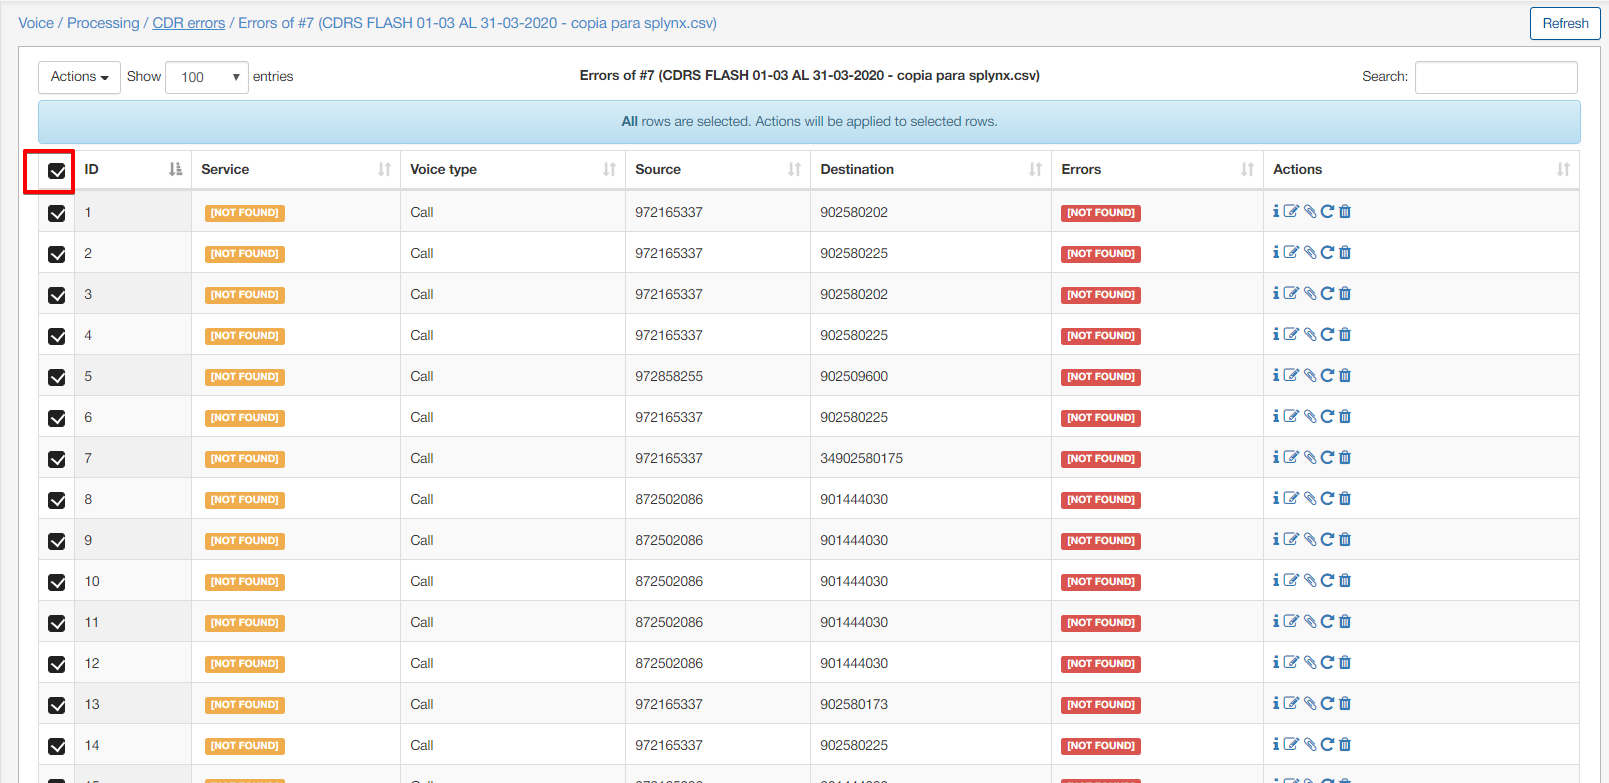 Voice / Processing / CDR errors / Errors of #7 (CDRS FLASH 01-03 AL 31-03-2020 - copia para splynx.csv) Refresh
Actions Show 100 entries Errors of #7 (CDRS FLASH 01-03 AL 31-03-2020 - copia para splynx.csv) Search:
All rows are selected. Actions will be applied to selected rows.
ID Service Voice type Source Destination Errors Actions
1 [NOT FOUND] Call 972165337 902580202 [NOT FOUND]
2 [NOT FOUND] Call 972165337 902580225 [NOT FOUND]
3 [NOT FOUND] Call 972165337 902580202 [NOT FOUND]
4 [NOT FOUND] Call 972165337 902580225 [NOT FOUND]
5 [NOT FOUND] Call 972858255 902509600 [NOT FOUND]
6 [NOT FOUND] Call 972165337 902580225 [NOT FOUND]
7 [NOT FOUND] Call 972165337 34902580175 [NOT FOUND]
8 [NOT FOUND] Call 872502086 901444030 [NOT FOUND]
9 [NOT FOUND] Call 872502086 901444030 [NOT FOUND]
10 [NOT FOUND] Call 872502086 901444030 [NOT FOUND]
11 [NOT FOUND] Call 872502086 901444030 [NOT FOUND]
12 [NOT FOUND] Call 872502086 901444030 [NOT FOUND]
13 [NOT FOUND] Call 972165337 902580173 [NOT FOUND]
14 [NOT FOUND] Call 972165337 902580225 [NOT FOUND]